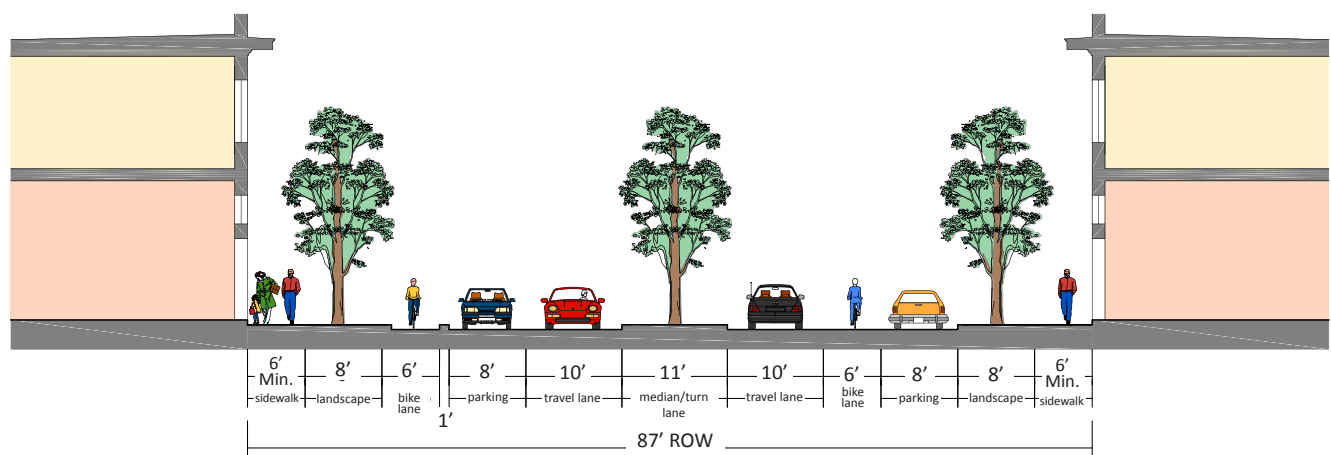 6’ 8’ 6’ 8’ 10’ 11’ 10’ 6’ 8’ 8’ 6’
Min. Min.
sidewalk landscape bike parking travel lane median/turn travel lane bike parking landscape sidewalk
lane lane lane
1’
87’ ROW